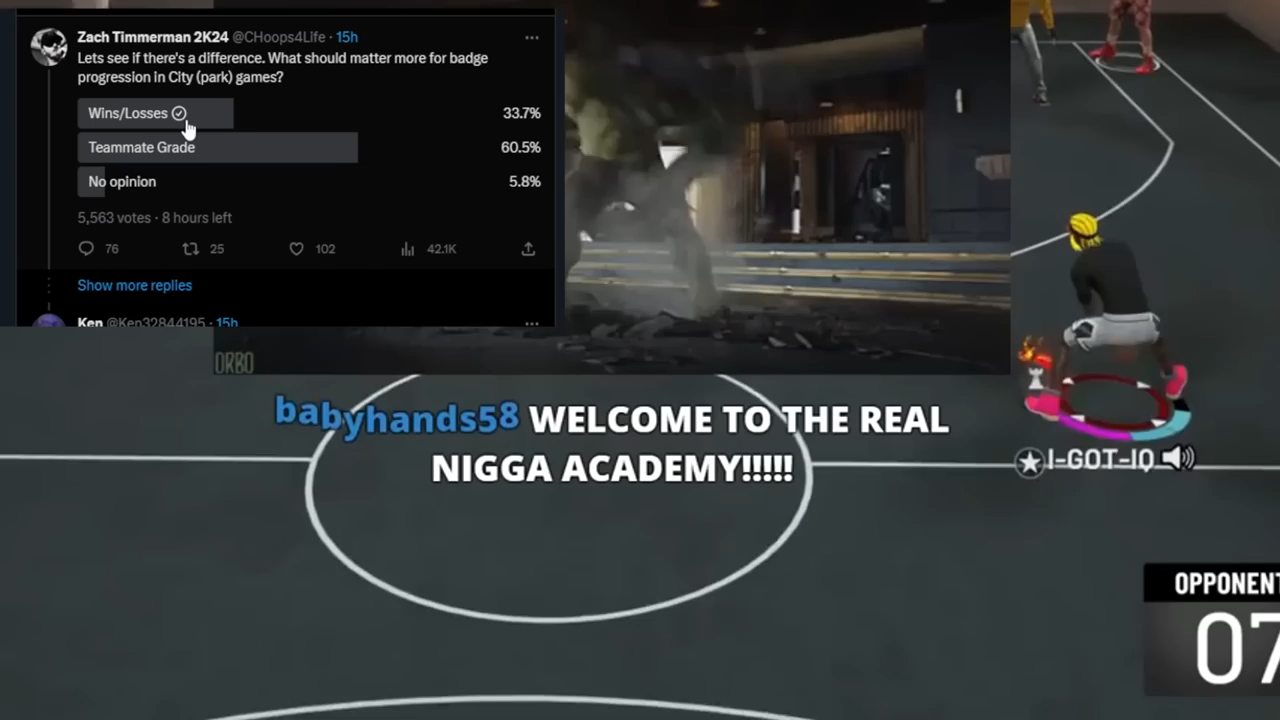 Zach Timmerman 2K24 @CHoops4Life · 15h
Lets see if there's a difference. What should matter more for badge
progression in City (park) games?
Wins/Losses 33.7%
Teammate Grade 60.5%
No opinion 5.8%
5,563 votes · 8 hours left
76 25 102 42.1K
Show more replies
Ken @Ken32844195 · 15h
ORBO
babyhands58 WELCOME TO THE REAL
NIGGA ACADEMY!!!!!
I-GOT-IQ
OPPONENT
07